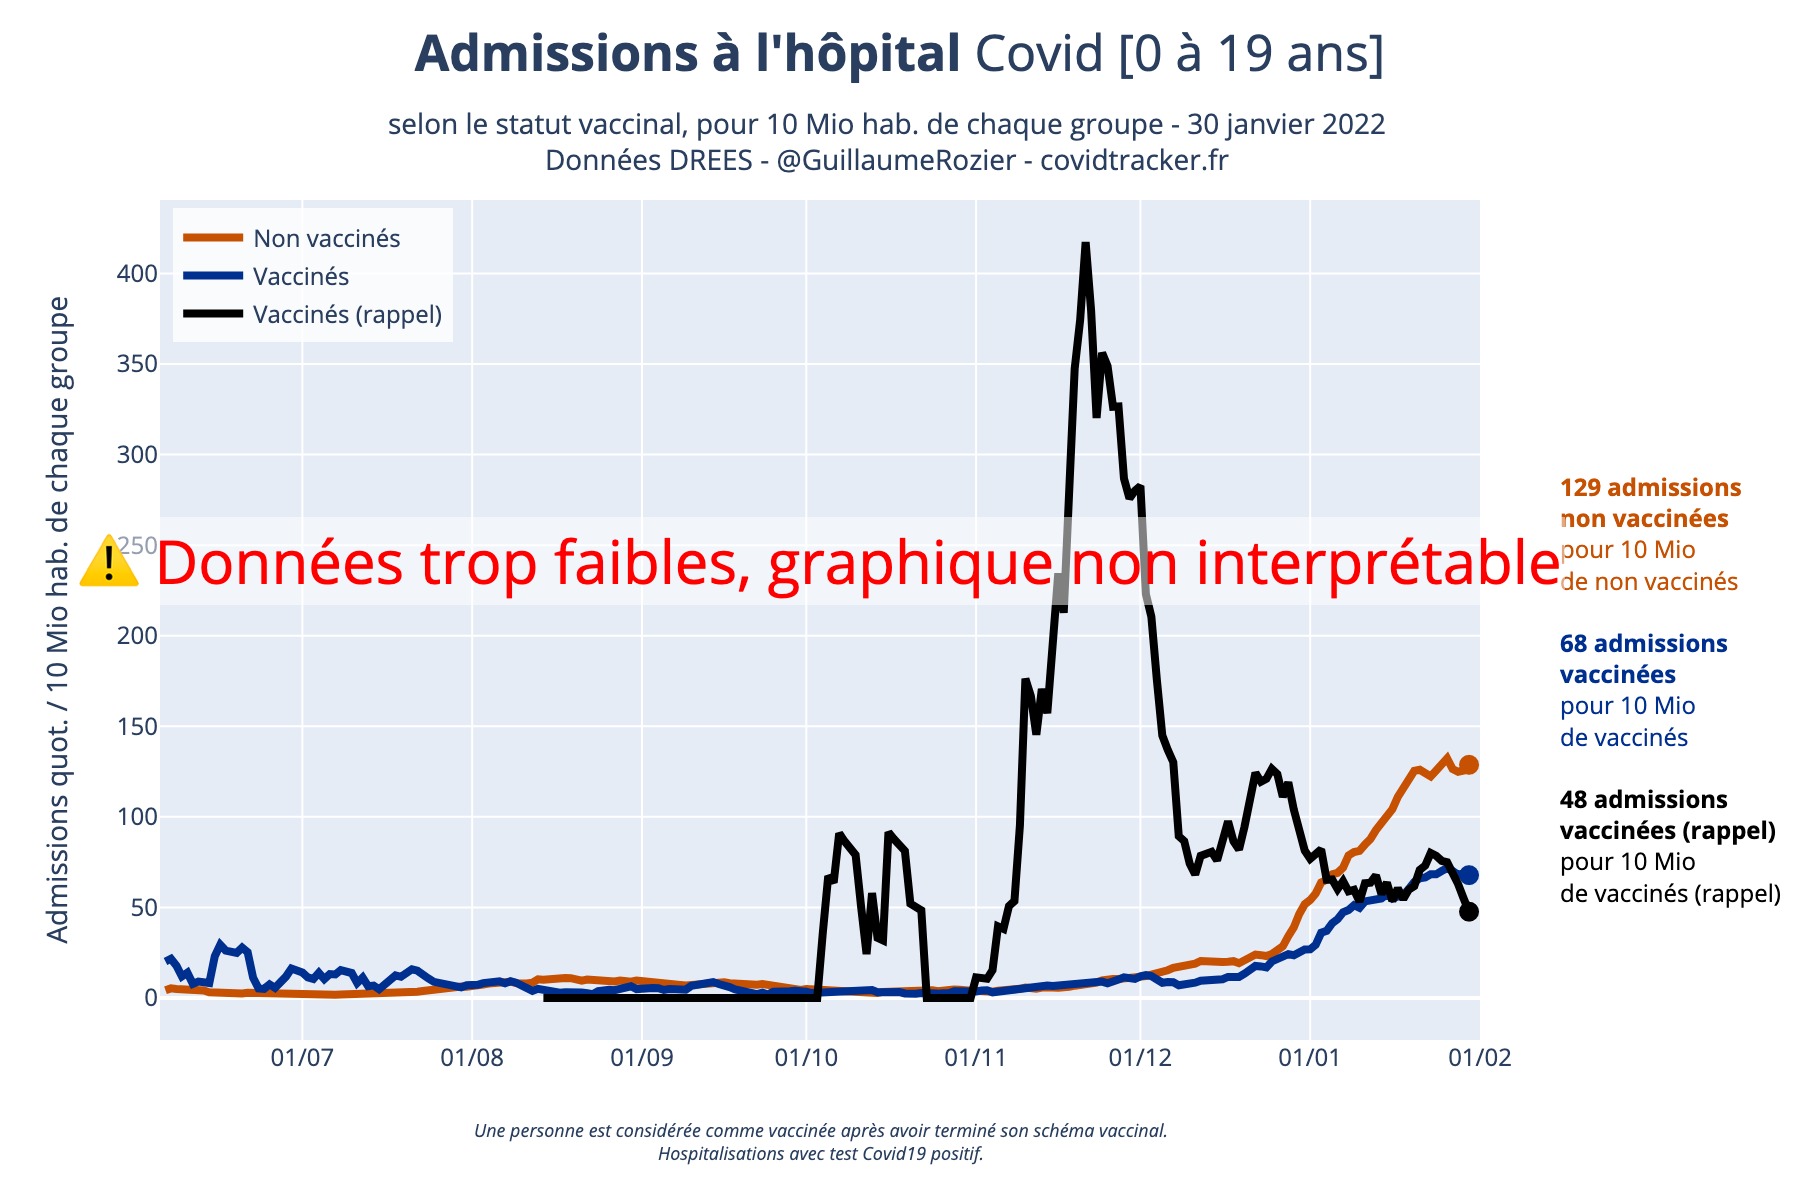 Admissions à l'hôpital Covid [0 à 19 ans]
selon le statut vaccinal, pour 10 Mio hab. de chaque groupe - 30 janvier 2022
Données DREES - @GuillaumeRozier - covidtracker.fr
Non vaccinés
Vaccinés
Vaccinés (rappel)
Admissions quot. / 10 Mio hab. de chaque groupe
400
350
300
250
200
150
100
50
0
⚠️ Données trop faibles, graphique non interprétable
129 admissions
non vaccinées
pour 10 Mio
de non vaccinés
68 admissions
vaccinées
pour 10 Mio
de vaccinés
48 admissions
vaccinées (rappel)
pour 10 Mio
de vaccinés (rappel)
01/07 01/08 01/09 01/10 01/11 01/12 01/01 01/02
Une personne est considérée comme vaccinée après avoir terminé son schéma vaccinal.
Hospitalisations avec test Covid19 positif.